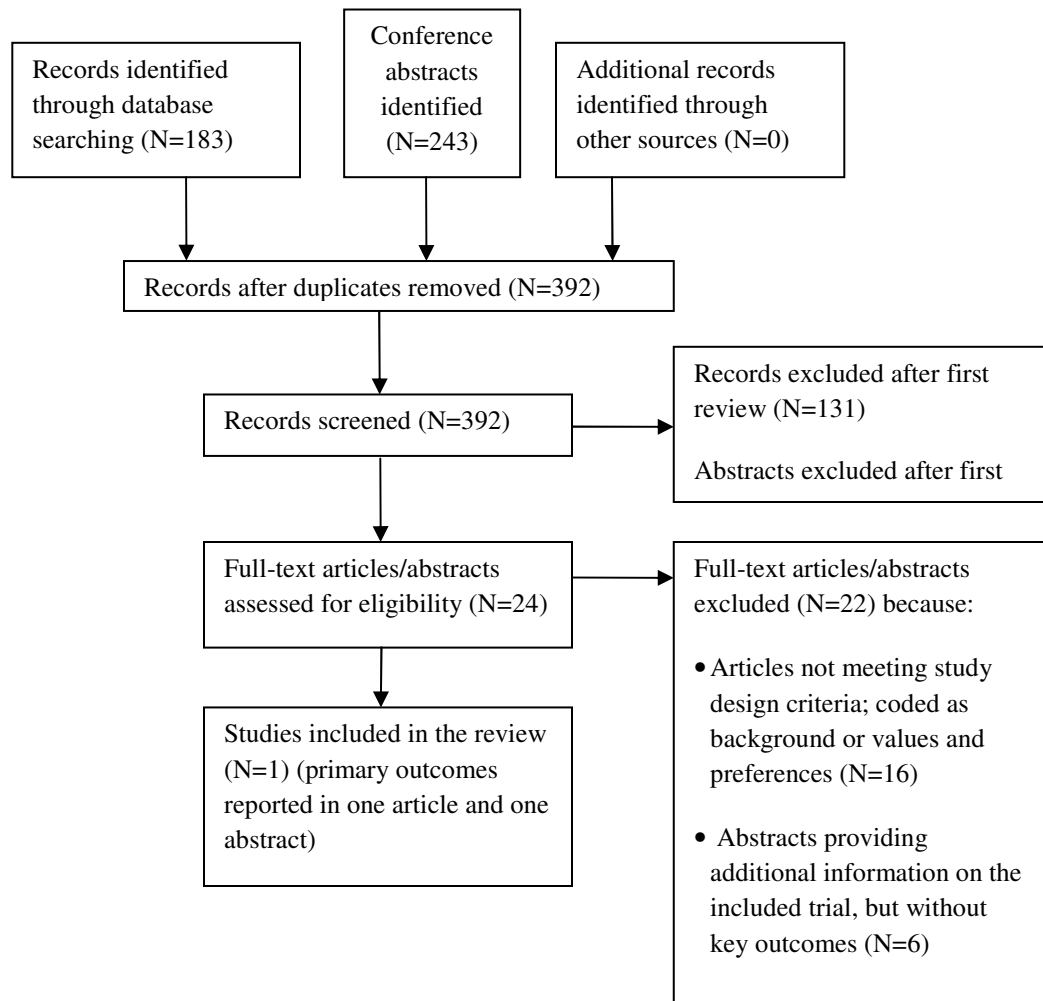 Records identified
through database
searching (N=183)
Conference
abstracts
identified
(N=243)
Additional records
identified through
other sources (N=0)
Records after duplicates removed (N=392)
Records screened (N=392)
Records excluded after first
review (N=131)
Abstracts excluded after first
Full-text articles/abstracts
assessed for eligibility (N=24)
Full-text articles/abstracts
excluded (N=22) because:
• Articles not meeting study
design criteria; coded as
background or values and
preferences (N=16)
• Abstracts providing
additional information on the
included trial, but without
key outcomes (N=6)
Studies included in the review
(N=1) (primary outcomes
reported in one article and one
abstract)